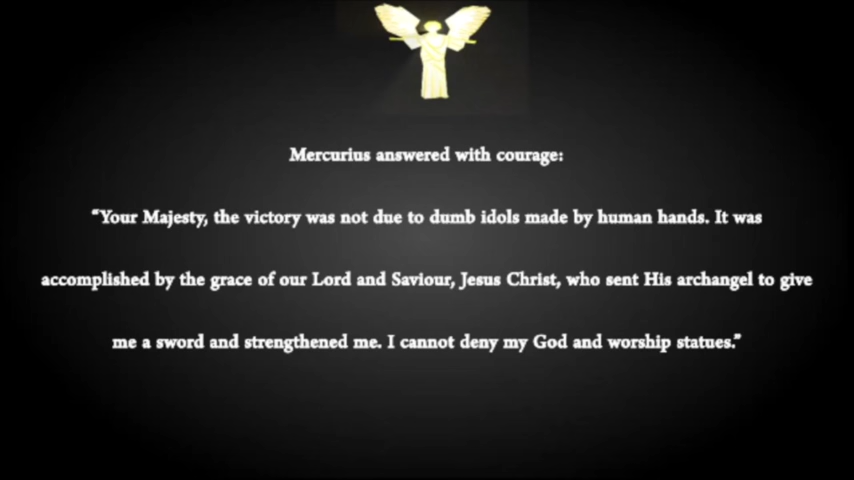 Mercurius answered with courage:
“Your Majesty, the victory was not due to dumb idols made by human hands. It was
accomplished by the grace of our Lord and Saviour, Jesus Christ, who sent His archangel to give
me a sword and strengthened me. I cannot deny my God and worship statues.”